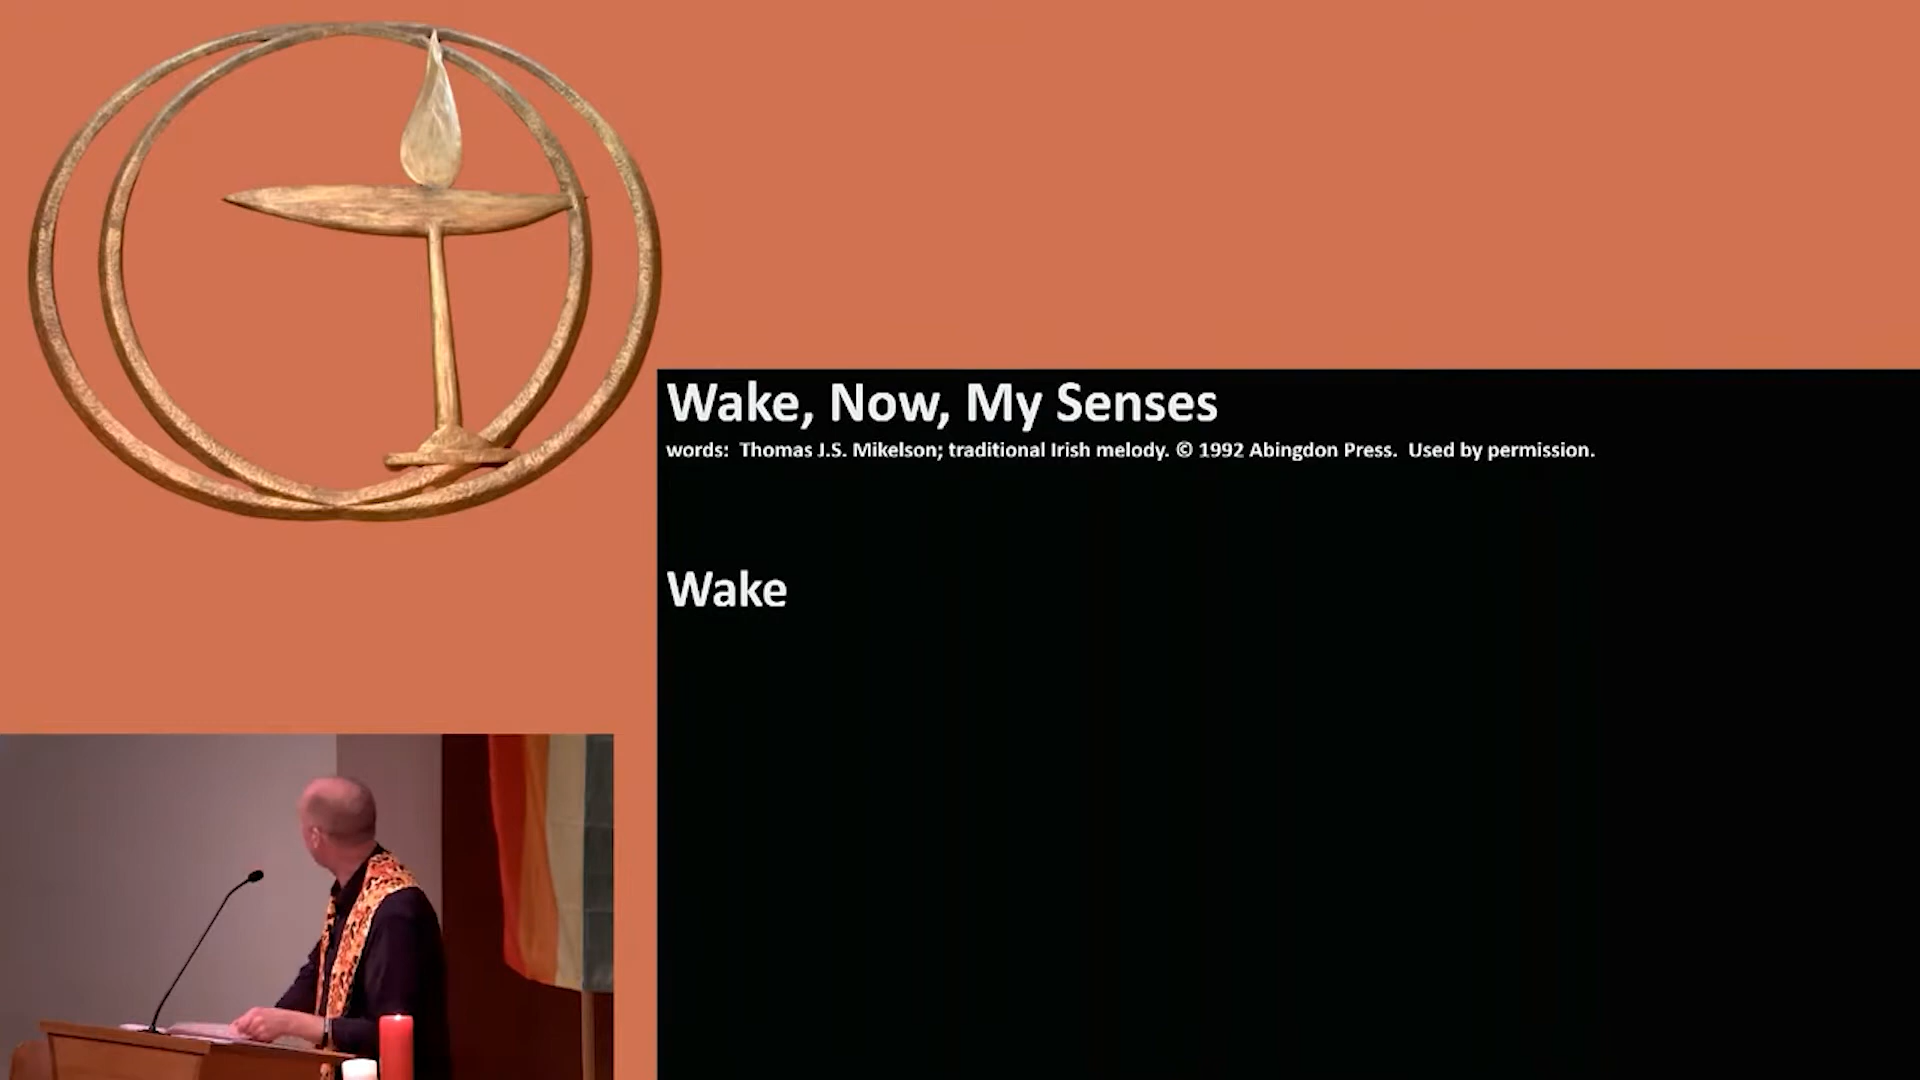 Wake, Now, My Senses
words:  Thomas J.S. Mikelson; traditional Irish melody. © 1992 Abingdon Press.  Used by permission.
Wake